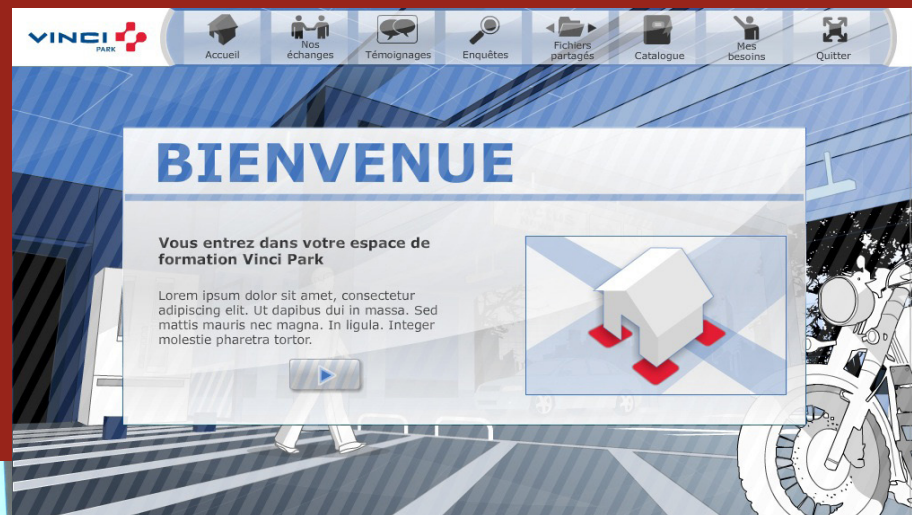 VINCI
PARK
Accueil
Nos
échanges
Témoignages
Enquêtes
Fichiers
partagés
Catalogue
Mes
besoins
Quitter
BIENVENUE
Vous entrez dans votre espace de
formation Vinci Park
Lorem ipsum dolor sit amet, consectetur
adipiscing elit. Ut dapibus dui in massa. Sed
mattis mauris nec magna. In ligula. Integer
molestie pharetra tortor.